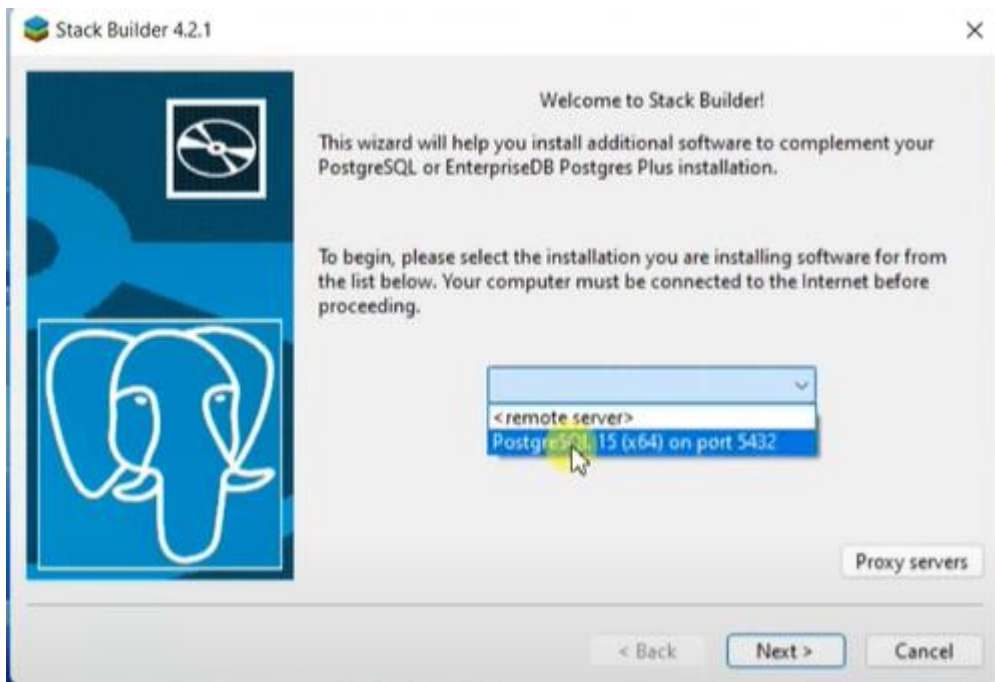 Stack Builder 4.2.1
Welcome to Stack Builder!
This wizard will help you install additional software to complement your
PostgreSQL or EnterpriseDB Postgres Plus installation.
To begin, please select the installation you are installing software for from
the list below. Your computer must be connected to the Internet before
proceeding.
<remote server>
PostgreSQL 15 (x64) on port 5432
Proxy servers
< Back
Next >
Cancel